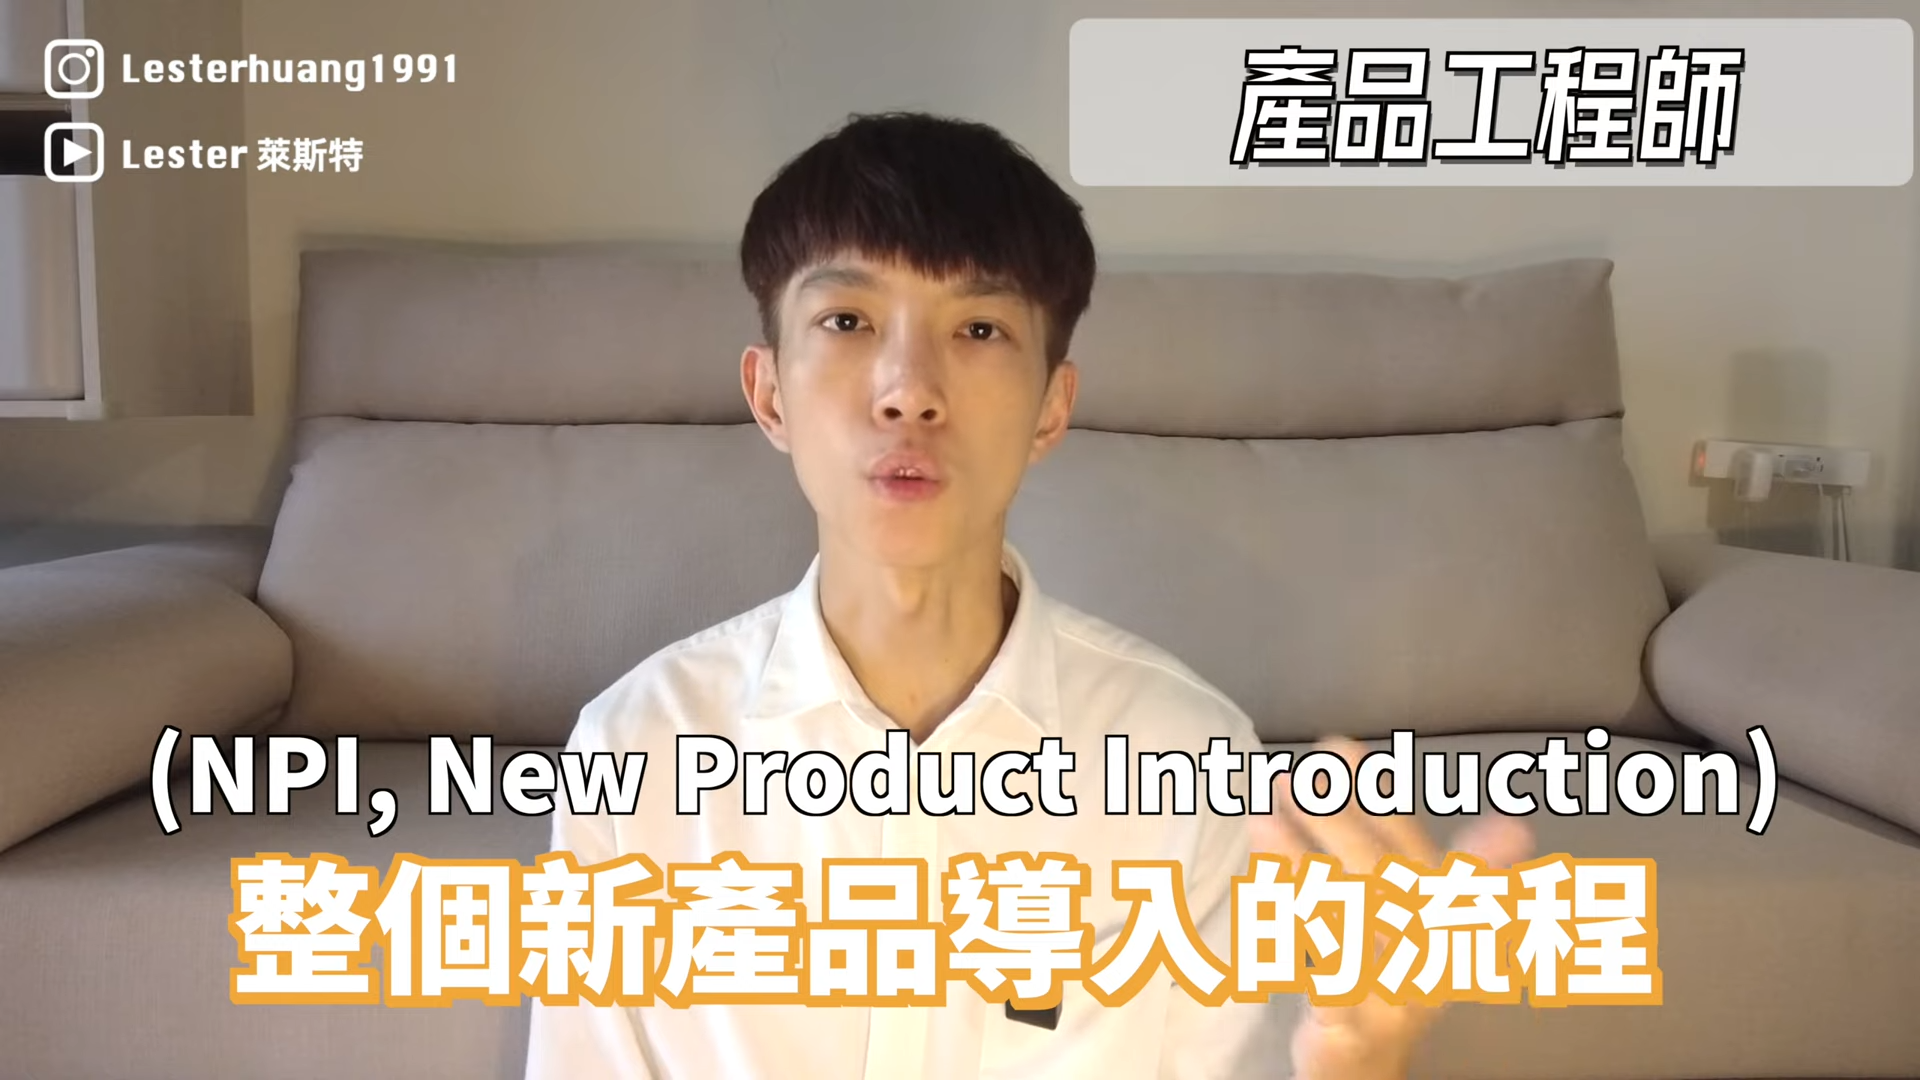 Lesterhuang1991
Lester 萊斯特
產品工程師
(NPI, New Product Introduction)
整個新產品導入的流程